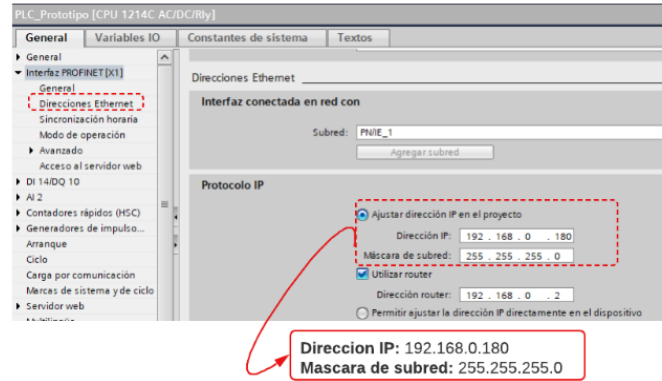 PLC_Prototipo [CPU 1214C AC/DC/Rly]
General Variables IO Constantes de sistema Textos
General
Interfaz PROFINET [X1]
General
Direcciones Ethernet
Sincronización horaria
Modo de operación
Avanzado
Acceso al servidor web
DI 14/DQ 10
AI 2
Contadores rápidos (HSC)
Generadores de impulso...
Arranque
Ciclo
Carga por comunicación
Marcas de sistema y de ciclo
Servidor web
Direcciones Ethernet
Interfaz conectada en red con
Subred: PN/IE_1
Agregar subred
Protocolo IP
Ajustar dirección IP en el proyecto
Dirección IP: 192 . 168 . 0 . 180
Máscara de subred: 255 . 255 . 255 . 0
Utilizar router
Dirección router: 192 . 168 . 0 . 2
Permitir ajustar la dirección IP directamente en el dispositivo
Direccion IP: 192.168.0.180
Mascara de subred: 255.255.255.0